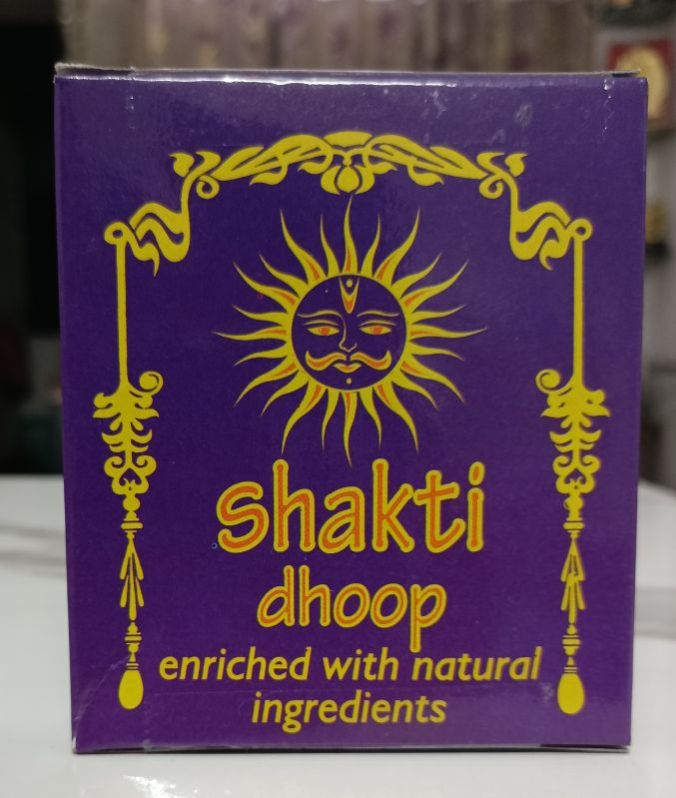 shakti
dhoop
enriched with natural
ingredients